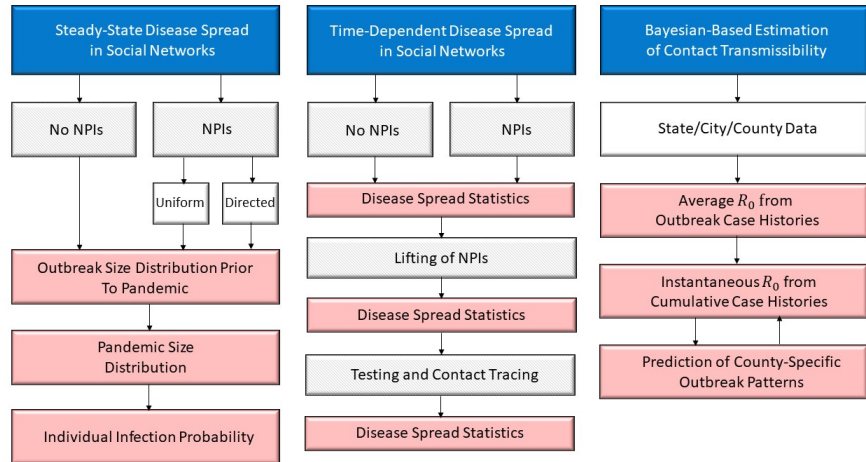 Steady-State Disease Spread
in Social Networks
No NPIs
NPIs
Uniform
Directed
Outbreak Size Distribution Prior
To Pandemic
Pandemic Size
Distribution
Individual Infection Probability
Time-Dependent Disease Spread
in Social Networks
No NPIs
NPIs
Disease Spread Statistics
Lifting of NPIs
Disease Spread Statistics
Testing and Contact Tracing
Disease Spread Statistics
Bayesian-Based Estimation
of Contact Transmissibility
State/City/County Data
Average R₀ from
Outbreak Case Histories
Instantaneous R₀ from
Cumulative Case Histories
Prediction of County-Specific
Outbreak Patterns